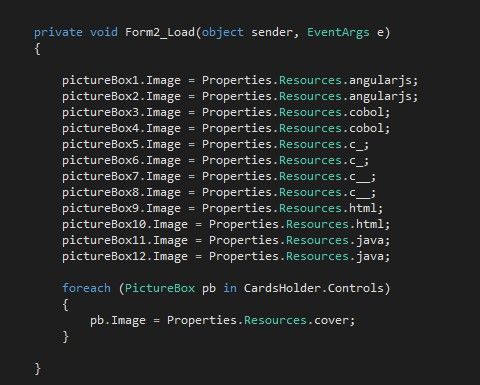 private void Form2_Load(object sender, EventArgs e)
{
pictureBox1.Image = Properties.Resources.angularjs;
pictureBox2.Image = Properties.Resources.angularjs;
pictureBox3.Image = Properties.Resources.cobol;
pictureBox4.Image = Properties.Resources.cobol;
pictureBox5.Image = Properties.Resources.c_;
pictureBox6.Image = Properties.Resources.c_;
pictureBox7.Image = Properties.Resources.c__;
pictureBox8.Image = Properties.Resources.c__;
pictureBox9.Image = Properties.Resources.html;
pictureBox10.Image = Properties.Resources.html;
pictureBox11.Image = Properties.Resources.java;
pictureBox12.Image = Properties.Resources.java;
foreach (PictureBox pb in CardsHolder.Controls)
{
pb.Image = Properties.Resources.cover;
}
}